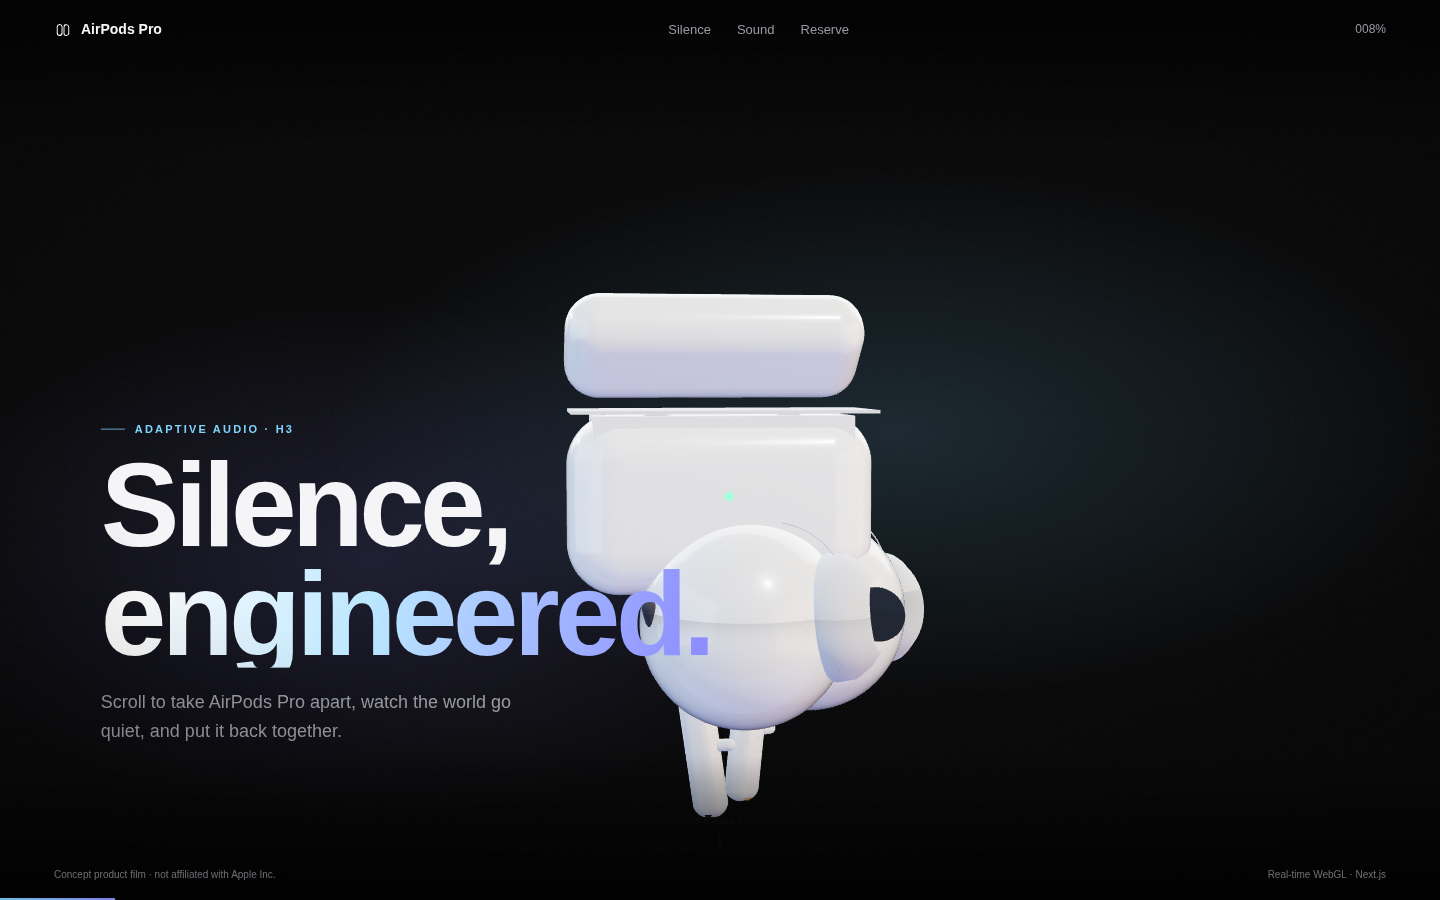 AirPods Pro
Silence
Sound
Reserve
008%
ADAPTIVE AUDIO · H3
Silence,
engineered.
Scroll to take AirPods Pro apart, watch the world go
quiet, and put it back together.
Concept product film · not affiliated with Apple Inc.
Real-time WebGL · Next.js